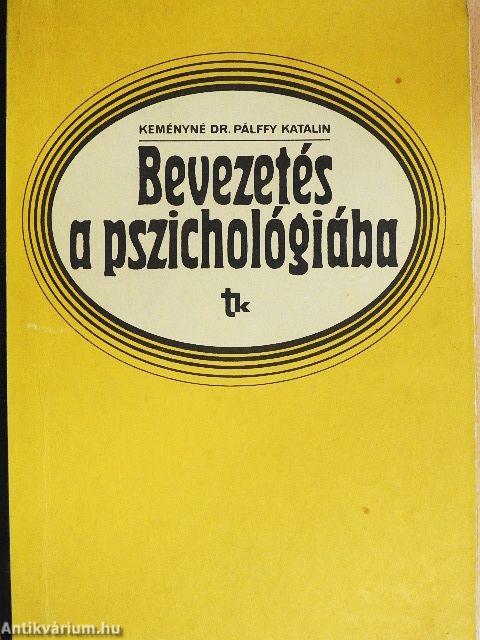 KEMÉNYNÉ DR. PÁLFFY KATALIN
Bevezetés
a pszichológiába
tk
Antikvárium.hu